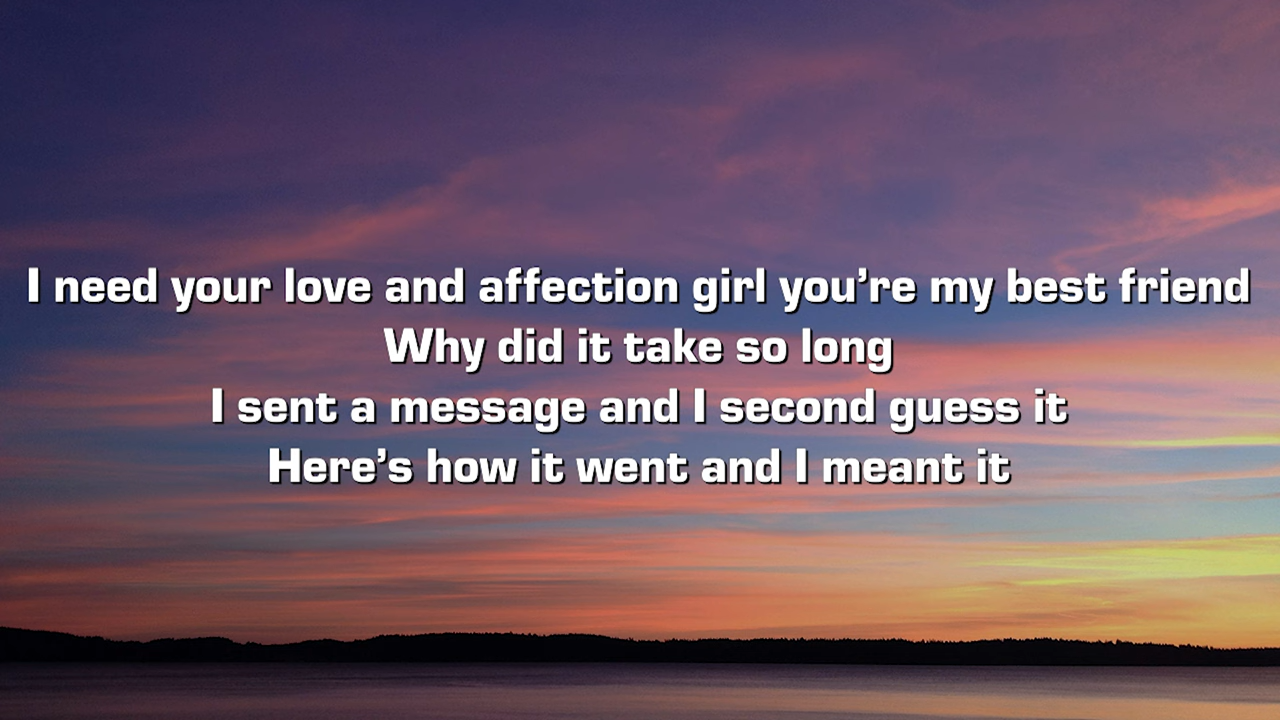 I need your love and affection girl you’re my best friend
Why did it take so long
I sent a message and I second guess it
Here’s how it went and I meant it